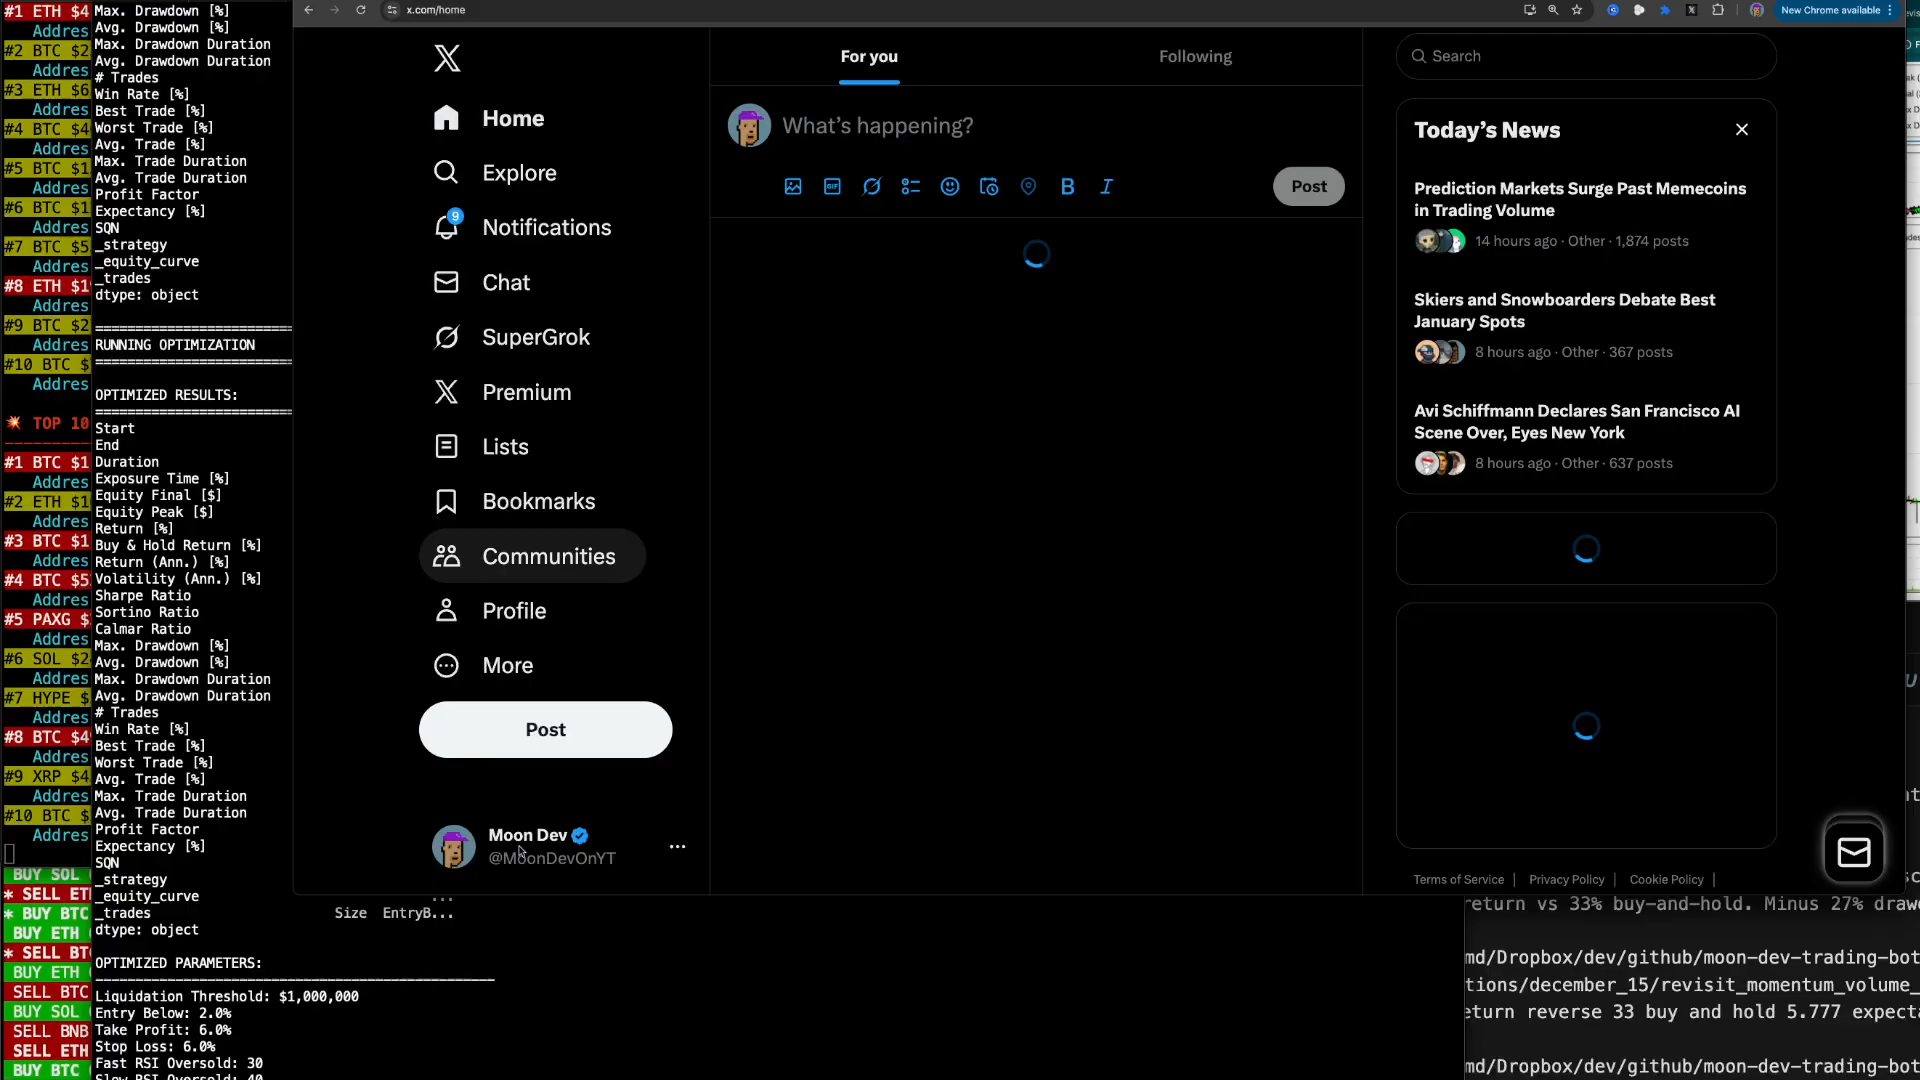 #1 ETH $4
Addres
#2 BTC $2
Addres
#3 ETH $6
Addres
#4 BTC $4
Addres
#5 BTC $1
Addres
#6 BTC $1
Addres
#7 BTC $5
Addres
#8 ETH $1
Addres
#9 BTC $2
Addres
#10 BTC $
Addres
TOP 10
#1 BTC $1
Addres
#2 ETH $1
Addres
#3 BTC $1
Addres
#4 BTC $5
Addres
#5 PAXG $
Addres
#6 SOL $2
Addres
#7 HYPE $
Addres
#8 BTC $4
Addres
#9 XRP $4
Addres
#10 BTC $
Addres
BUY SOL
* SELL ETH
* BUY BTC
BUY ETH
* SELL BTC
BUY ETH
SELL BTC
BUY SOL
SELL BNB
SELL ETH
BUY BTC
Max. Drawdown [%]
Avg. Drawdown [%]
Max. Drawdown Duration
Avg. Drawdown Duration
# Trades
Win Rate [%]
Best Trade [%]
Worst Trade [%]
Avg. Trade [%]
Max. Trade Duration
Avg. Trade Duration
Profit Factor
Expectancy [%]
SQN
_strategy
_equity_curve
_trades
dtype: object
RUNNING OPTIMIZATION
OPTIMIZED RESULTS:
Start
End
Duration
Exposure Time [%]
Equity Final [$]
Equity Peak [$]
Return [%]
Buy & Hold Return [%]
Return (Ann.) [%]
Volatility (Ann.) [%]
Sharpe Ratio
Sortino Ratio
Calmar Ratio
Max. Drawdown [%]
Avg. Drawdown [%]
Max. Drawdown Duration
Avg. Drawdown Duration
# Trades
Win Rate [%]
Best Trade [%]
Worst Trade [%]
Avg. Trade [%]
Max. Trade Duration
Avg. Trade Duration
Profit Factor
Expectancy [%]
SQN
_strategy
_equity_curve
_trades
dtype: object
...
Size EntryB...
OPTIMIZED PARAMETERS:
Liquidation Threshold: $1,000,000
Entry Below: 2.0%
Take Profit: 6.0%
Stop Loss: 6.0%
Fast RSI Oversold: 30
Slow RSI Oversold: 40
x.com/home
New Chrome available
Home
Explore
9
Notifications
Chat
SuperGrok
Premium
Lists
Bookmarks
Communities
Profile
More
Post
Moon Dev
@MoonDevOnYT
For you
Following
What's happening?
GIF
B
I
Post
Search
Today's News
Prediction Markets Surge Past Memecoins
in Trading Volume
14 hours ago · Other · 1,874 posts
Skiers and Snowboarders Debate Best
January Spots
8 hours ago · Other · 367 posts
Avi Schiffmann Declares San Francisco AI
Scene Over, Eyes New York
8 hours ago · Other · 637 posts
Terms of Service | Privacy Policy | Cookie Policy |
return vs 33% buy-and-hold. Minus 27% draw
md/Dropbox/dev/github/moon-dev-trading-bot
tions/december_15/revisit_momentum_volume_
eturn reverse 33 buy and hold 5.777 expect
md/Dropbox/dev/github/moon-dev-trading-bot